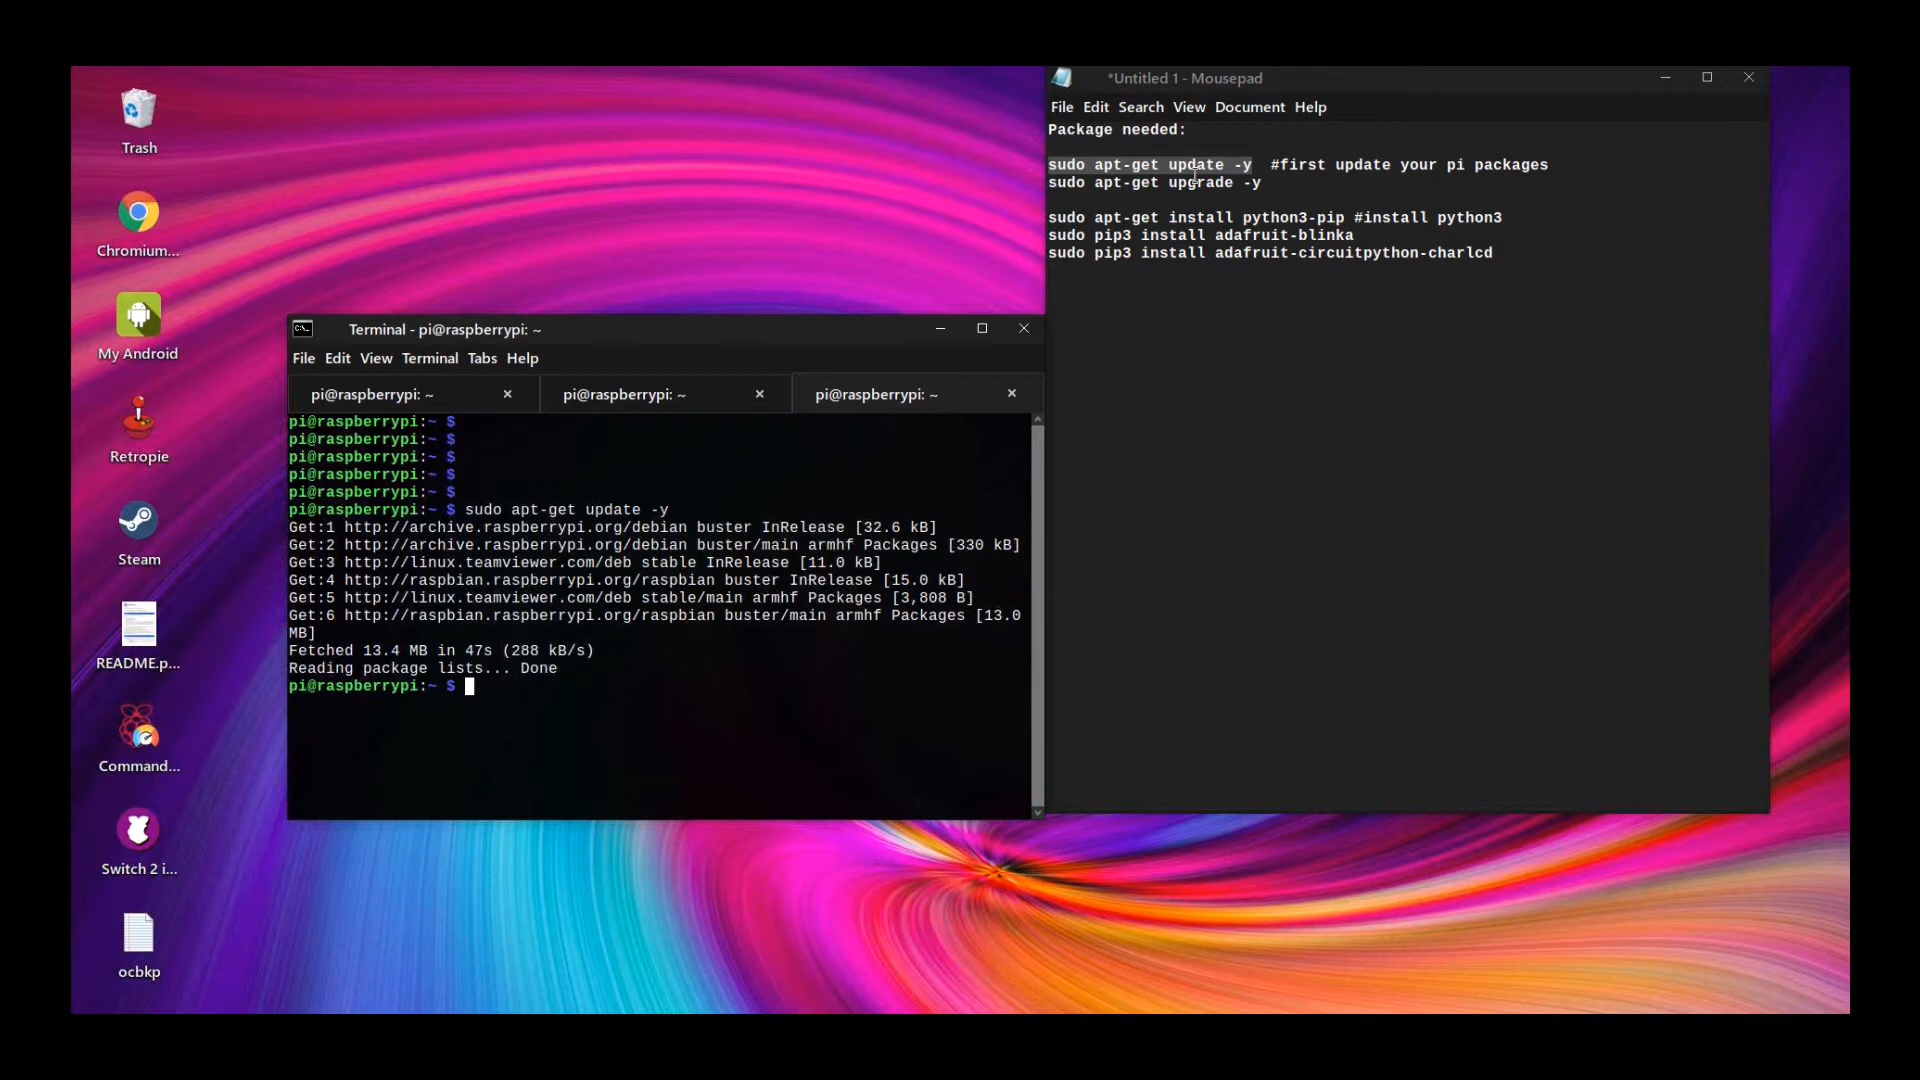 Trash
Chromium...
My Android
Retropie
Steam
README.p...
Command...
Switch 2 i...
ocbkp
*Untitled 1 - Mousepad
File Edit Search View Document Help
Package needed:
sudo apt-get update -y  #first update your pi packages
sudo apt-get upgrade -y
sudo apt-get install python3-pip #install python3
sudo pip3 install adafruit-blinka
sudo pip3 install adafruit-circuitpython-charlcd
Terminal - pi@raspberrypi: ~
File Edit View Terminal Tabs Help
pi@raspberrypi: ~ pi@raspberrypi: ~ pi@raspberrypi: ~
pi@raspberrypi:~ $
pi@raspberrypi:~ $
pi@raspberrypi:~ $
pi@raspberrypi:~ $
pi@raspberrypi:~ $
pi@raspberrypi:~ $ sudo apt-get update -y
Get:1 http://archive.raspberrypi.org/debian buster InRelease [32.6 kB]
Get:2 http://archive.raspberrypi.org/debian buster/main armhf Packages [330 kB]
Get:3 http://linux.teamviewer.com/deb stable InRelease [11.0 kB]
Get:4 http://raspbian.raspberrypi.org/raspbian buster InRelease [15.0 kB]
Get:5 http://linux.teamviewer.com/deb stable/main armhf Packages [3,808 B]
Get:6 http://raspbian.raspberrypi.org/raspbian buster/main armhf Packages [13.0
MB]
Fetched 13.4 MB in 47s (288 kB/s)
Reading package lists... Done
pi@raspberrypi:~ $